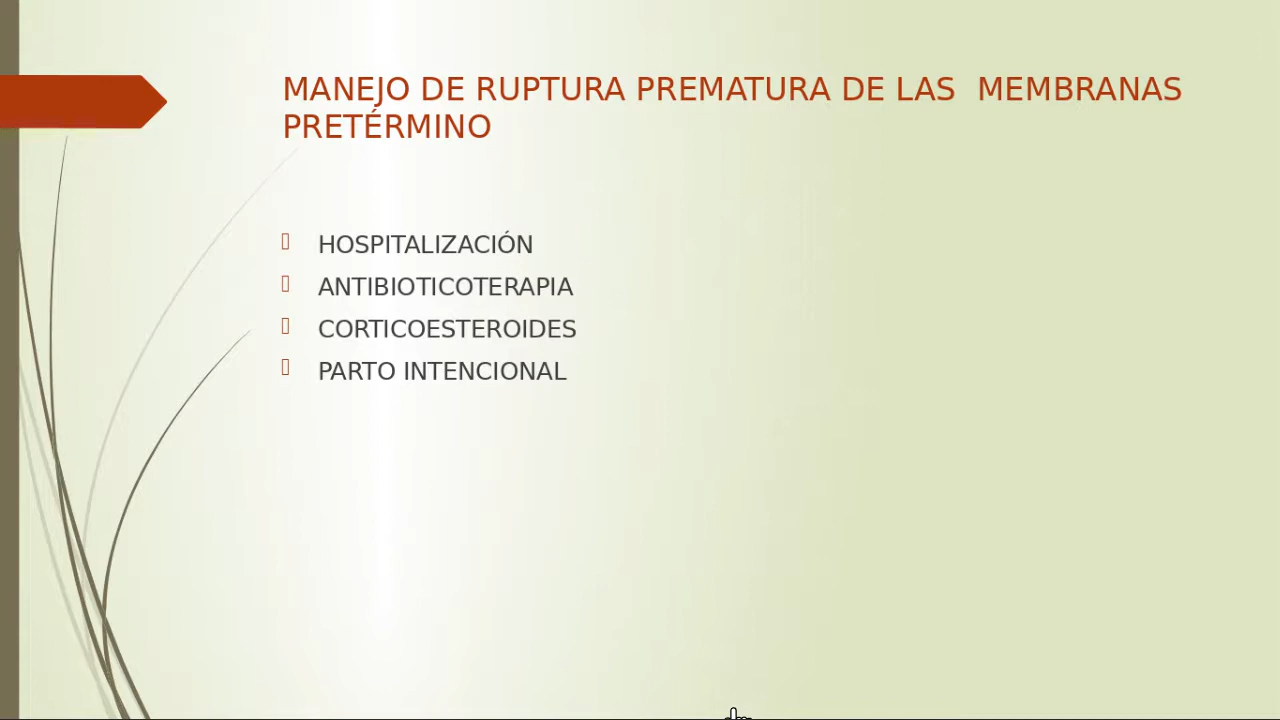 MANEJO DE RUPTURA PREMATURA DE LAS  MEMBRANAS
PRETÉRMINO
HOSPITALIZACIÓN
ANTIBIOTICOTERAPIA
CORTICOESTEROIDES
PARTO INTENCIONAL